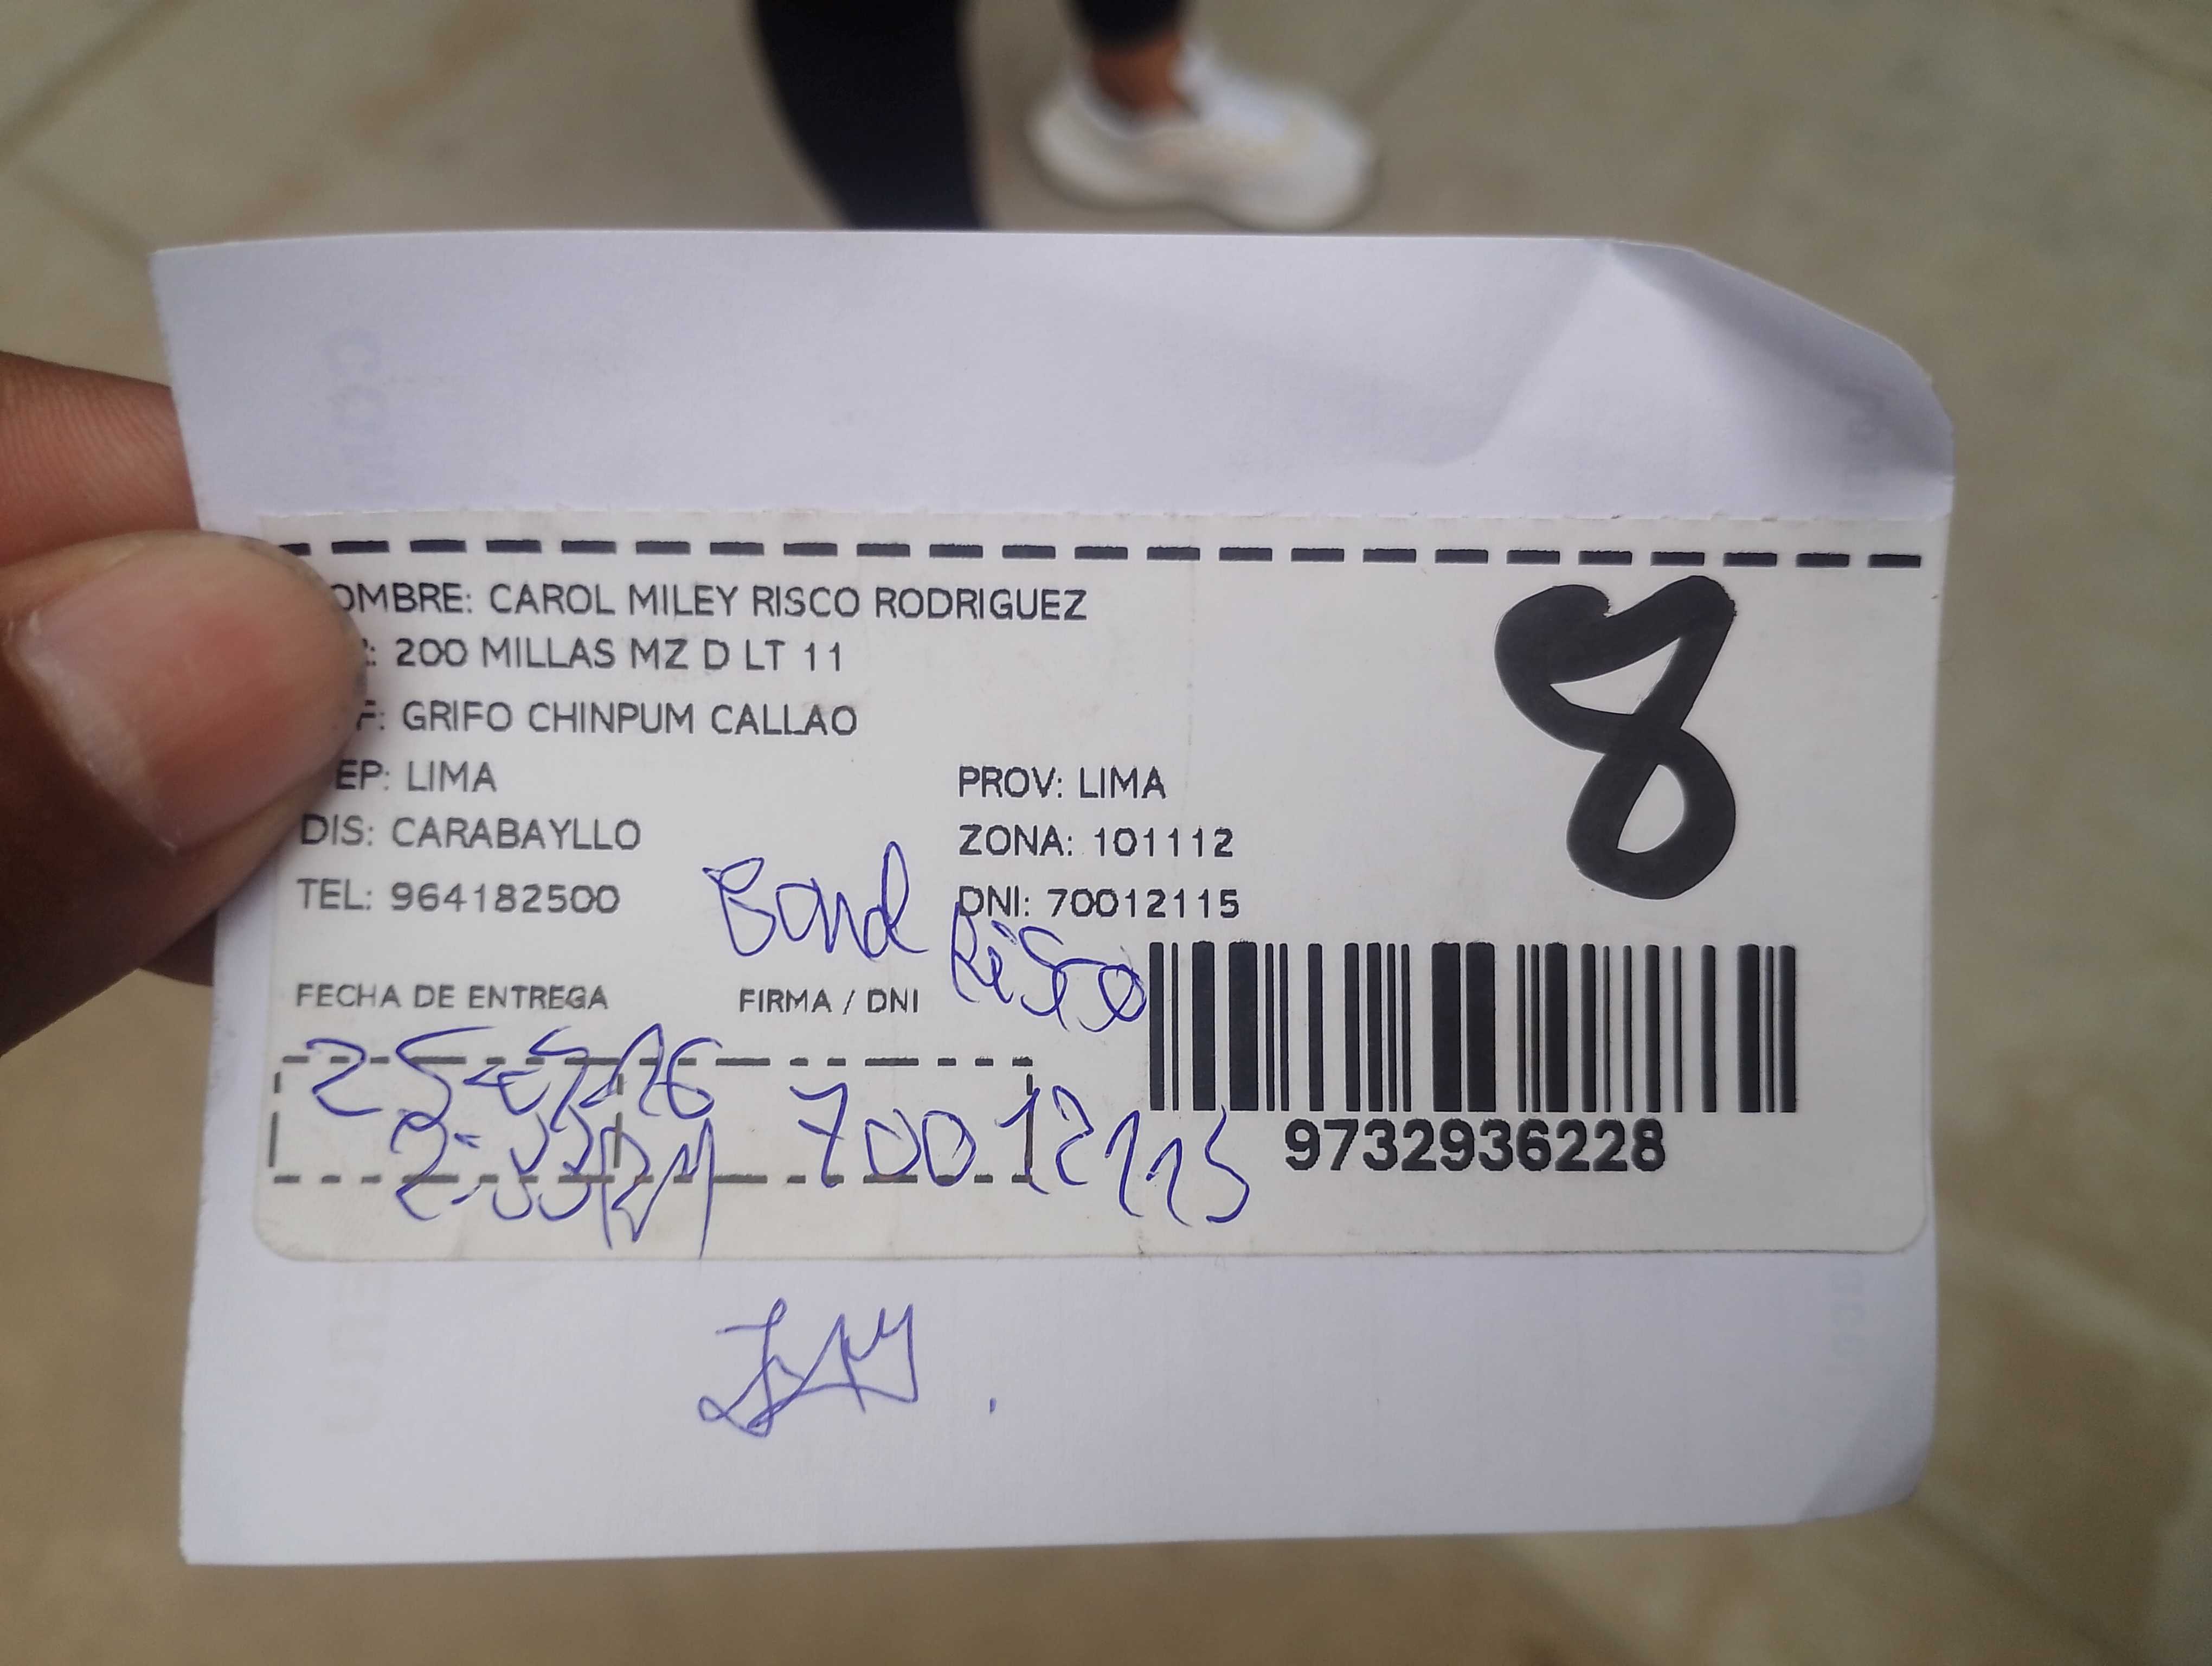 OMBRE: CAROL MILEY RISCO RODRIGUEZ
: 200 MILLAS MZ D LT 11
F: GRIFO CHINPUM CALLAO
EP: LIMA PROV: LIMA
DIS: CARABAYLLO ZONA: 101112
TEL: 964182500 DNI: 70012115
Risco
FECHA DE ENTREGA FIRMA / DNI
70012115
9732936228
8